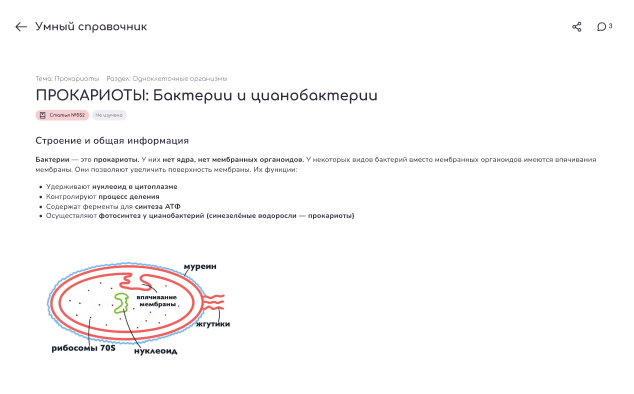 Умный справочник
3
Тема: Прокариоты Раздел: Одноклеточные организмы
ПРОКАРИОТЫ: Бактерии и цианобактерии
Статья №552 Не изучено
Строение и общая информация
Бактерии — это прокариоты. У них нет ядра, нет мембранных органоидов. У некоторых видов бактерий вместо мембранных органоидов имеются впячивания
мембраны. Они позволяют увеличить поверхность мембраны. Их функции:
Удерживают нуклеоид в цитоплазме
Контролируют процесс деления
Содержат ферменты для синтеза АТФ
Осуществляют фотосинтез у цианобактерий (синезелёные водоросли — прокариоты)
муреин
впячивание
мембраны
жгутики
рибосомы 70S
нуклеоид